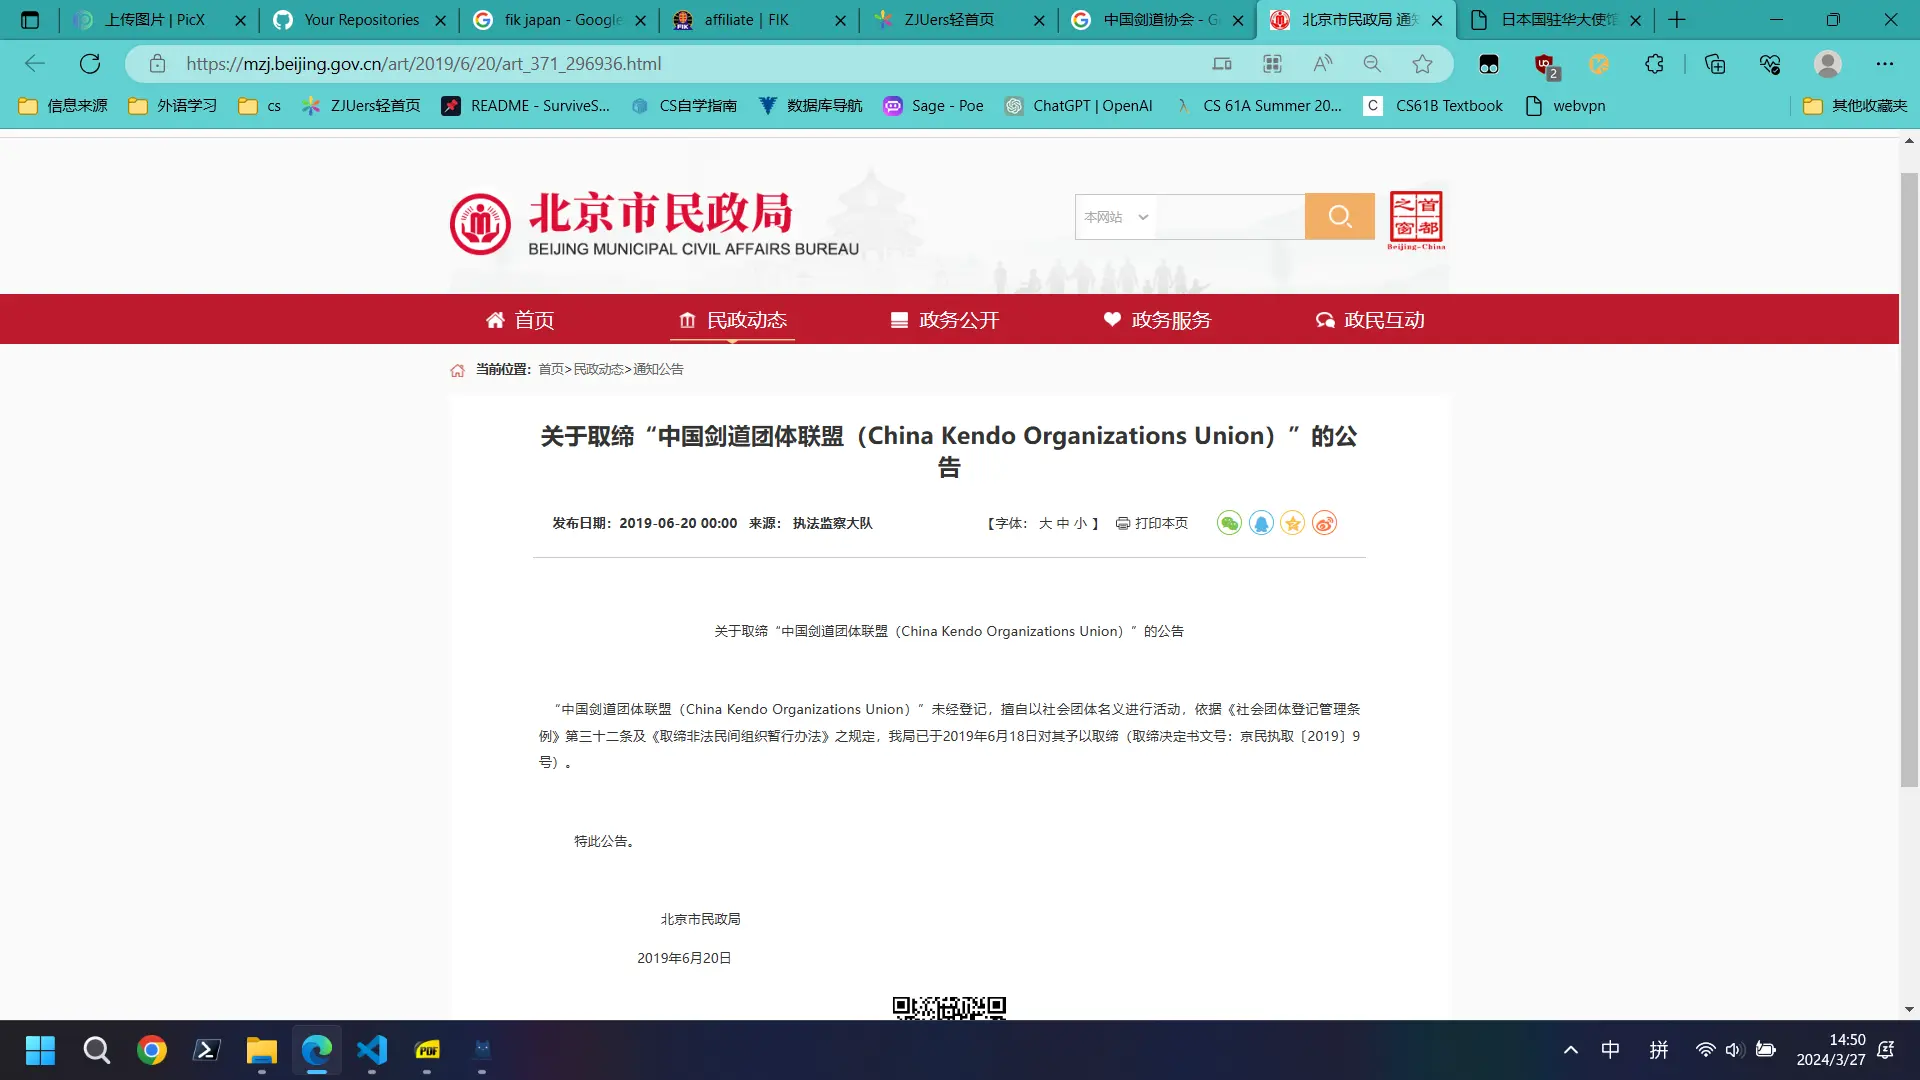 上传图片 | PicX
Your Repositories
fik japan - Google
affiliate | FIK
ZJUers轻首页
中国剑道协会 - G
北京市民政局 通
日本国驻华大使馆
https://mzj.beijing.gov.cn/art/2019/6/20/art_371_296936.html
2
信息来源
外语学习
cs
ZJUers轻首页
README - SurviveS...
CS自学指南
数据库导航
Sage - Poe
ChatGPT | OpenAI
CS 61A Summer 20...
CS61B Textbook
webvpn
其他收藏夹
北京市民政局
BEIJING MUNICIPAL CIVIL AFFAIRS BUREAU
本网站
首都之窗
Beijing-China
首页
民政动态
政务公开
政务服务
政民互动
当前位置：首页>民政动态>通知公告
关于取缔“中国剑道团体联盟（China Kendo Organizations Union）”的公
告
发布日期：2019-06-20 00:00 来源： 执法监察大队
【字体： 大 中 小 】 打印本页
关于取缔“中国剑道团体联盟（China Kendo Organizations Union）”的公告
“中国剑道团体联盟（China Kendo Organizations Union）”未经登记，擅自以社会团体名义进行活动，依据《社会团体登记管理条
例》第三十二条及《取缔非法民间组织暂行办法》之规定，我局已于2019年6月18日对其予以取缔（取缔决定书文号：京民执取〔2019〕9
号）。
特此公告。
北京市民政局
2019年6月20日
PDF
中
拼
14:50
2024/3/27